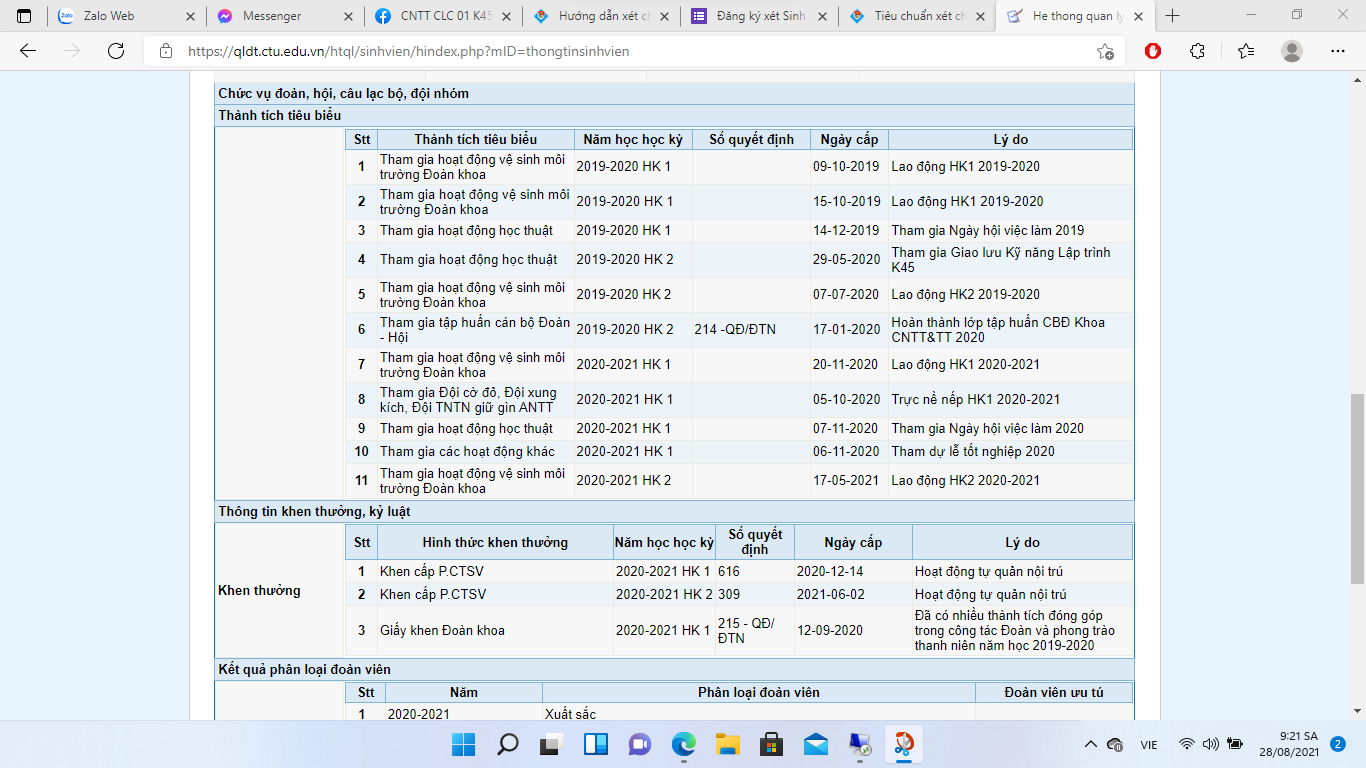 Zalo Web
Messenger
CNTT CLC 01 K45
Hướng dẫn xét ch
Đăng ký xét Sinh
Tiêu chuẩn xét ch
He thong quan ly
https://qldt.ctu.edu.vn/htql/sinhvien/hindex.php?mID=thongtinsinhvien
Chức vụ đoàn, hội, câu lạc bộ, đội nhóm
Thành tích tiêu biểu
Stt Thành tích tiêu biểu Năm học học kỳ Số quyết định Ngày cấp Lý do
1 Tham gia hoạt động vệ sinh môi
trường Đoàn khoa 2019-2020 HK 1 09-10-2019 Lao động HK1 2019-2020
2 Tham gia hoạt động vệ sinh môi
trường Đoàn khoa 2019-2020 HK 1 15-10-2019 Lao động HK1 2019-2020
3 Tham gia hoạt động học thuật 2019-2020 HK 1 14-12-2019 Tham gia Ngày hội việc làm 2019
4 Tham gia hoạt động học thuật 2019-2020 HK 2 29-05-2020 Tham gia Giao lưu Kỹ năng Lập trình
K45
5 Tham gia hoạt động vệ sinh môi
trường Đoàn khoa 2019-2020 HK 2 07-07-2020 Lao động HK2 2019-2020
6 Tham gia tập huấn cán bộ Đoàn
- Hội 2019-2020 HK 2 214 -QĐ/ĐTN 17-01-2020 Hoàn thành lớp tập huấn CBĐ Khoa
CNTT&TT 2020
7 Tham gia hoạt động vệ sinh môi
trường Đoàn khoa 2020-2021 HK 1 20-11-2020 Lao động HK1 2020-2021
8 Tham gia Đội cờ đỏ, Đội xung
kích, Đội TNTN giữ gìn ANTT 2020-2021 HK 1 05-10-2020 Trực nề nếp HK1 2020-2021
9 Tham gia hoạt động học thuật 2020-2021 HK 1 07-11-2020 Tham gia Ngày hội việc làm 2020
10 Tham gia các hoạt động khác 2020-2021 HK 1 06-11-2020 Tham dự lễ tốt nghiệp 2020
11 Tham gia hoạt động vệ sinh môi
trường Đoàn khoa 2020-2021 HK 2 17-05-2021 Lao động HK2 2020-2021
Thông tin khen thưởng, kỷ luật
Khen thưởng
Stt Hình thức khen thưởng Năm học học kỳ Số quyết
định Ngày cấp Lý do
1 Khen cấp P.CTSV 2020-2021 HK 1 616 2020-12-14 Hoạt động tự quản nội trú
2 Khen cấp P.CTSV 2020-2021 HK 2 309 2021-06-02 Hoạt động tự quản nội trú
3 Giấy khen Đoàn khoa 2020-2021 HK 1 215 - QĐ/
ĐTN 12-09-2020 Đã có nhiều thành tích đóng góp
trong công tác Đoàn và phong trào
thanh niên năm học 2019-2020
Kết quả phân loại đoàn viên
Stt Năm Phân loại đoàn viên Đoàn viên ưu tú
1 2020-2021 Xuất sắc
VIE
9:21 SA
28/08/2021
2